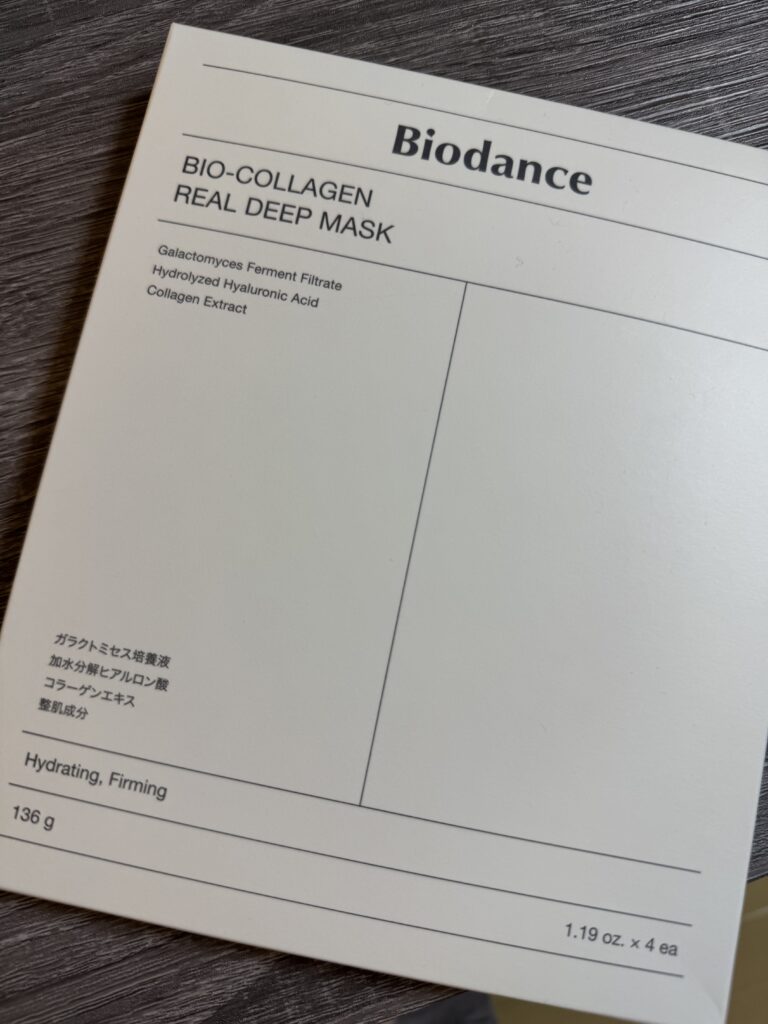 Biodance
BIO-COLLAGEN
REAL DEEP MASK
Galactomyces Ferment Filtrate
Hydrolyzed Hyaluronic Acid
Collagen Extract
ガラクトミセス培養液
加水分解ヒアルロン酸
コラーゲンエキス
整肌成分
Hydrating, Firming
136 g
1.19 oz. × 4 ea